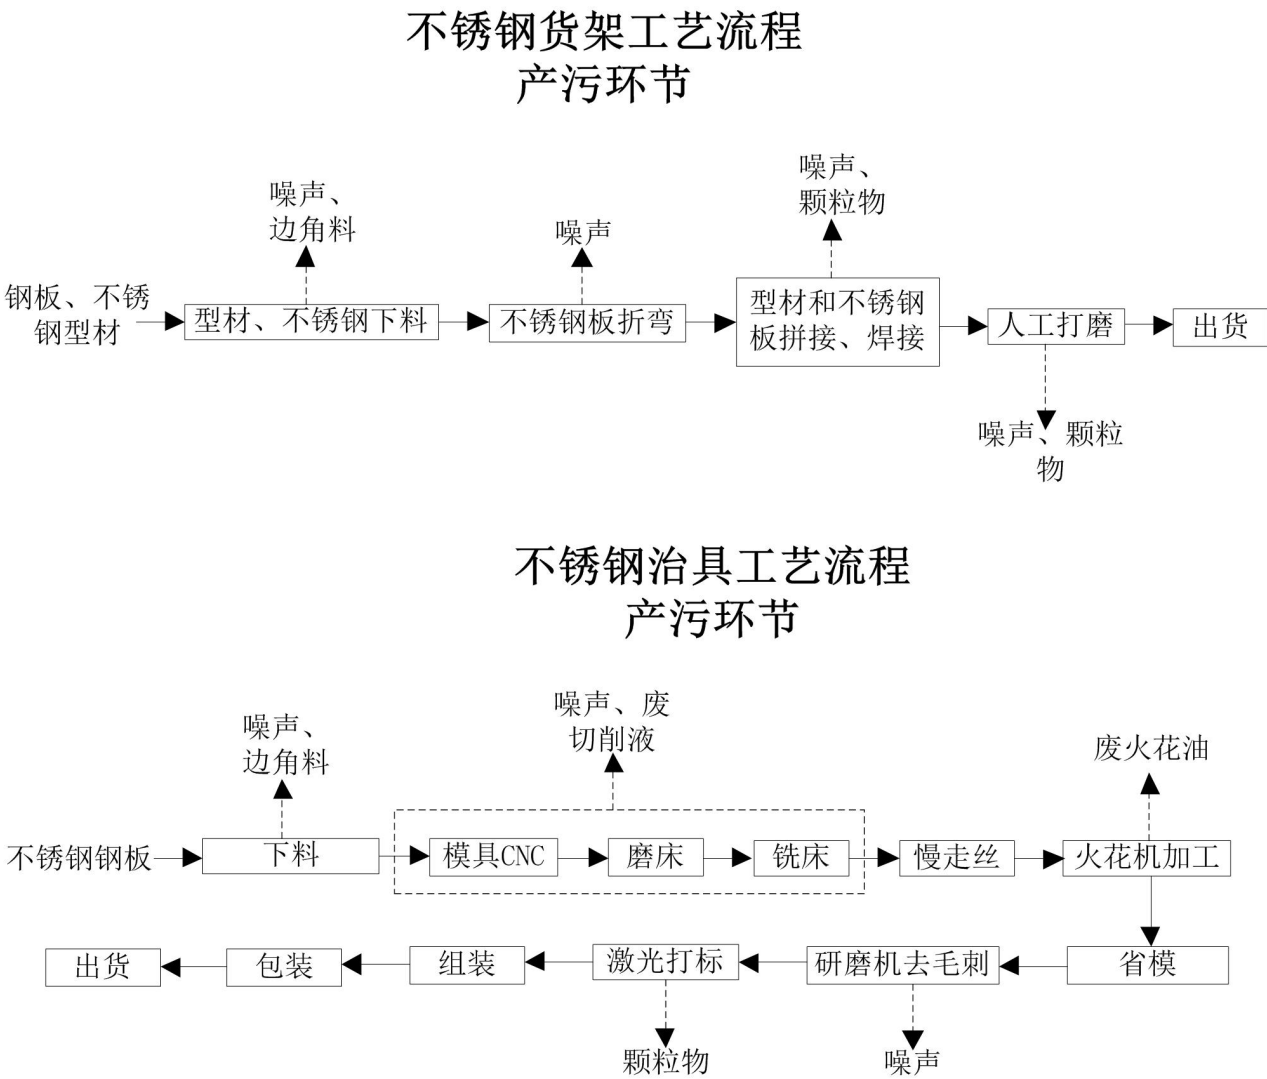 不锈钢货架工艺流程
产污环节
噪声、
颗粒物
噪声、
边角料
噪声
钢板、不锈
钢型材
型材、不锈钢下料
不锈钢板折弯
型材和不锈钢
板拼接、焊接
人工打磨
出货
噪声、颗粒
物
不锈钢治具工艺流程
产污环节
噪声、废
切削液
噪声、
边角料
废火花油
不锈钢钢板
下料
模具CNC
磨床
铣床
慢走丝
火花机加工
出货
包装
组装
激光打标
研磨机去毛刺
省模
颗粒物
噪声